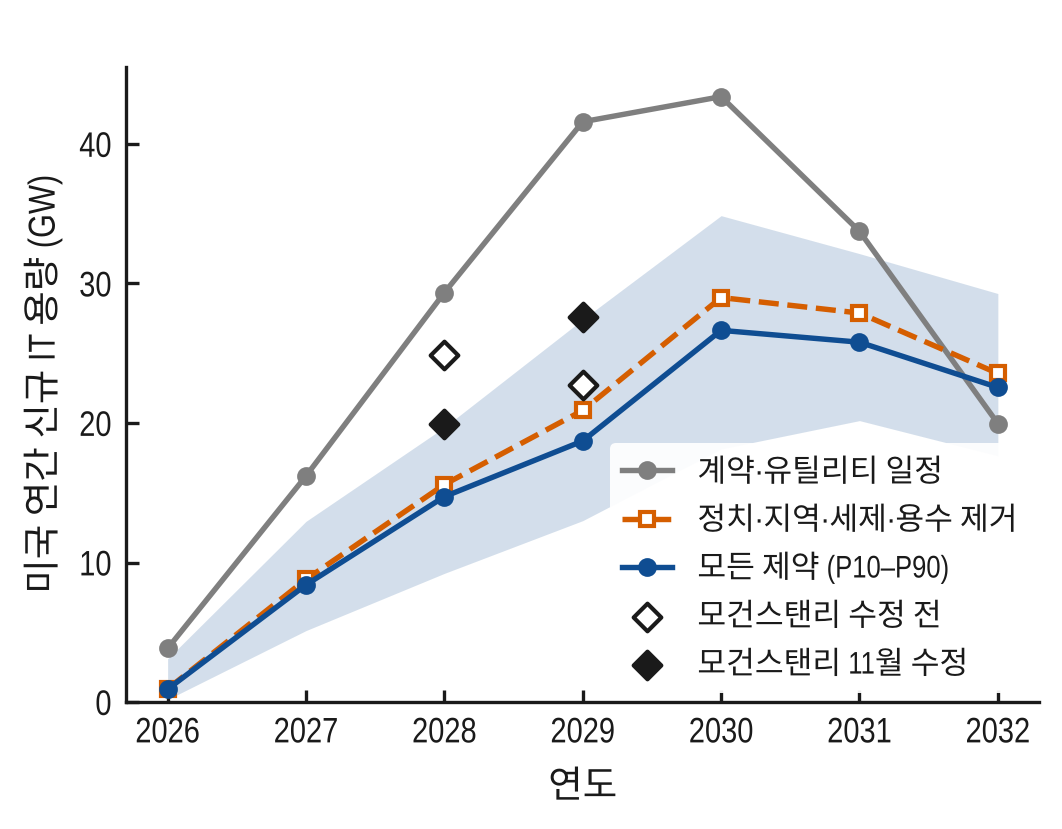 미국 연간 신규 IT 용량 (GW)
40
30
20
10
0
2026 2027 2028 2029 2030 2031 2032
연도
계약·유틸리티 일정
정치·지역·세제·용수 제거
모든 제약 (P10–P90)
모건스탠리 수정 전
모건스탠리 11월 수정